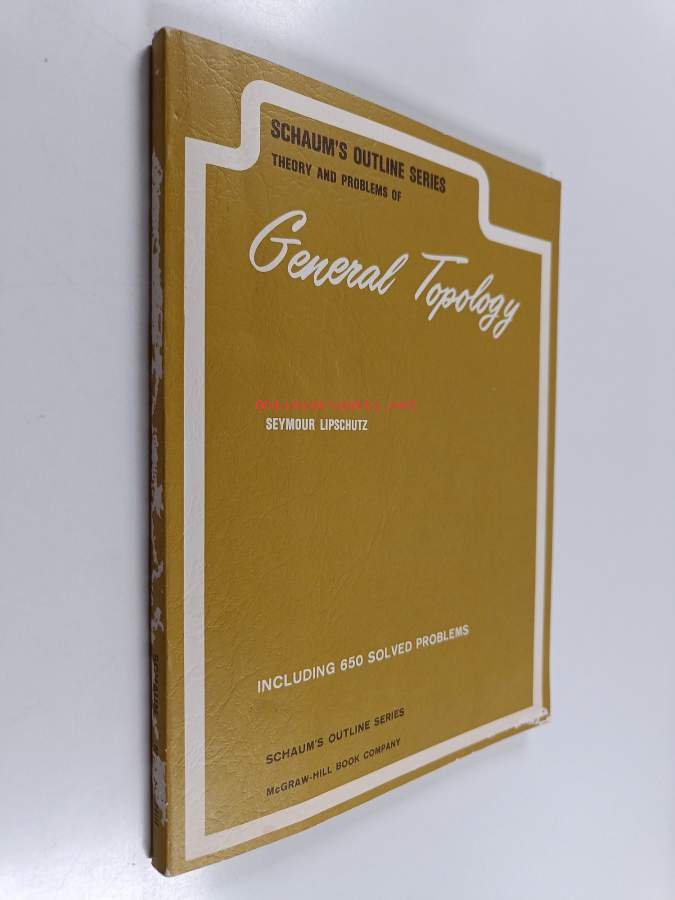 SCHAUM'S OUTLINE SERIES
THEORY AND PROBLEMS OF
General Topology
SEYMOUR LIPSCHUTZ
INCLUDING 650 SOLVED PROBLEMS
SCHAUM'S OUTLINE SERIES
McGRAW-HILL BOOK COMPANY